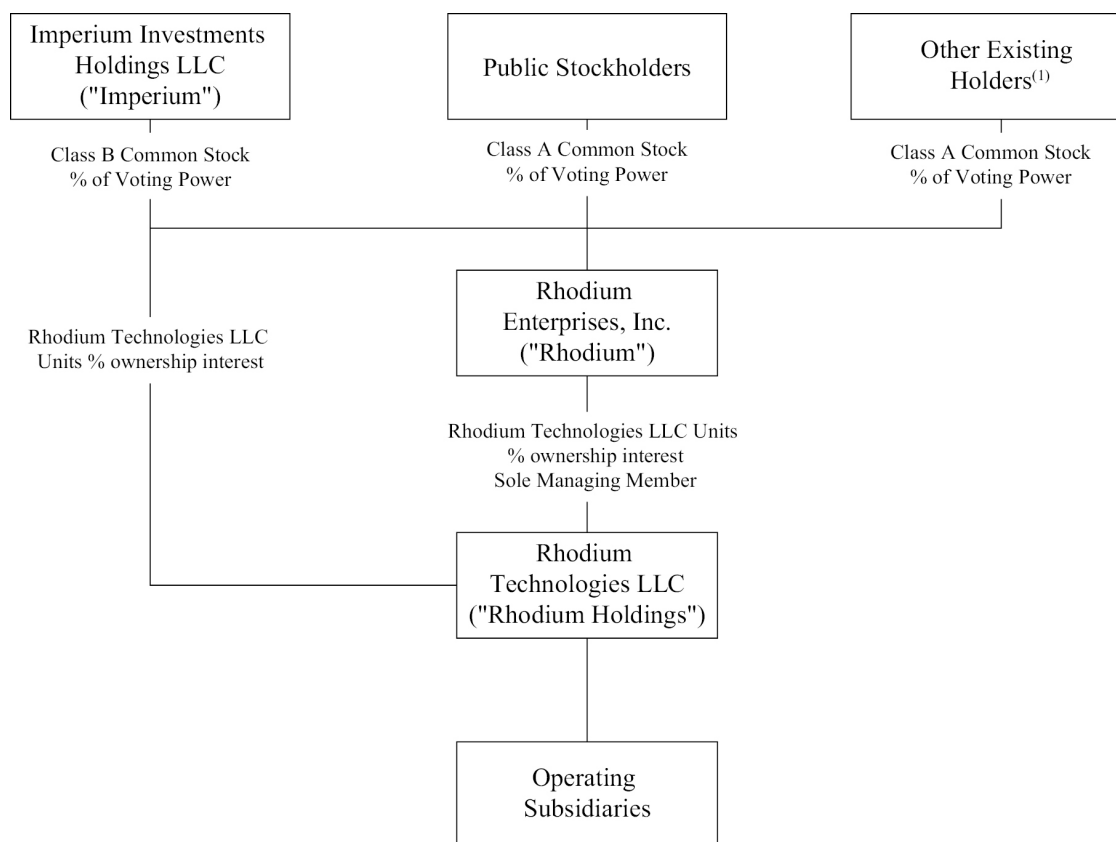 Imperium Investments
Holdings LLC
("Imperium")
Public Stockholders
Other Existing
Holders(1)
Class B Common Stock
% of Voting Power
Class A Common Stock
% of Voting Power
Class A Common Stock
% of Voting Power
Rhodium
Enterprises, Inc.
("Rhodium")
Rhodium Technologies LLC
Units % ownership interest
Rhodium Technologies LLC Units
% ownership interest
Sole Managing Member
Rhodium
Technologies LLC
("Rhodium Holdings")
Operating
Subsidiaries